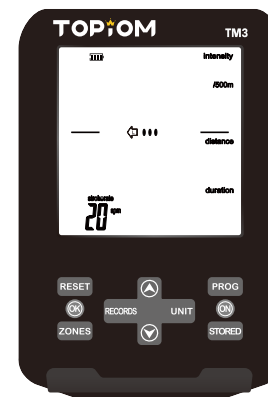 TOPIOM
TM3
intensity
/500m
distance
duration
strokerate
20 spm
RESET
PROG
OK
RECORDS
UNIT
ON
ZONES
STORED